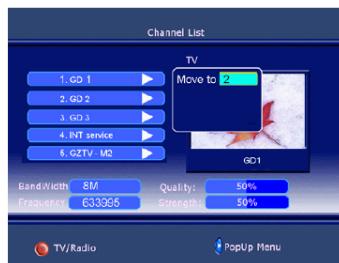 Channel List
TV
1. GD 1
2. GD 2
3. GD 3
4. INT service
5. GZTV - M2
Move to 2
GD1
BandWidth 8M
Quality: 50%
Frequency 633995
Strength: 50%
TV/Radio
PopUp Menu